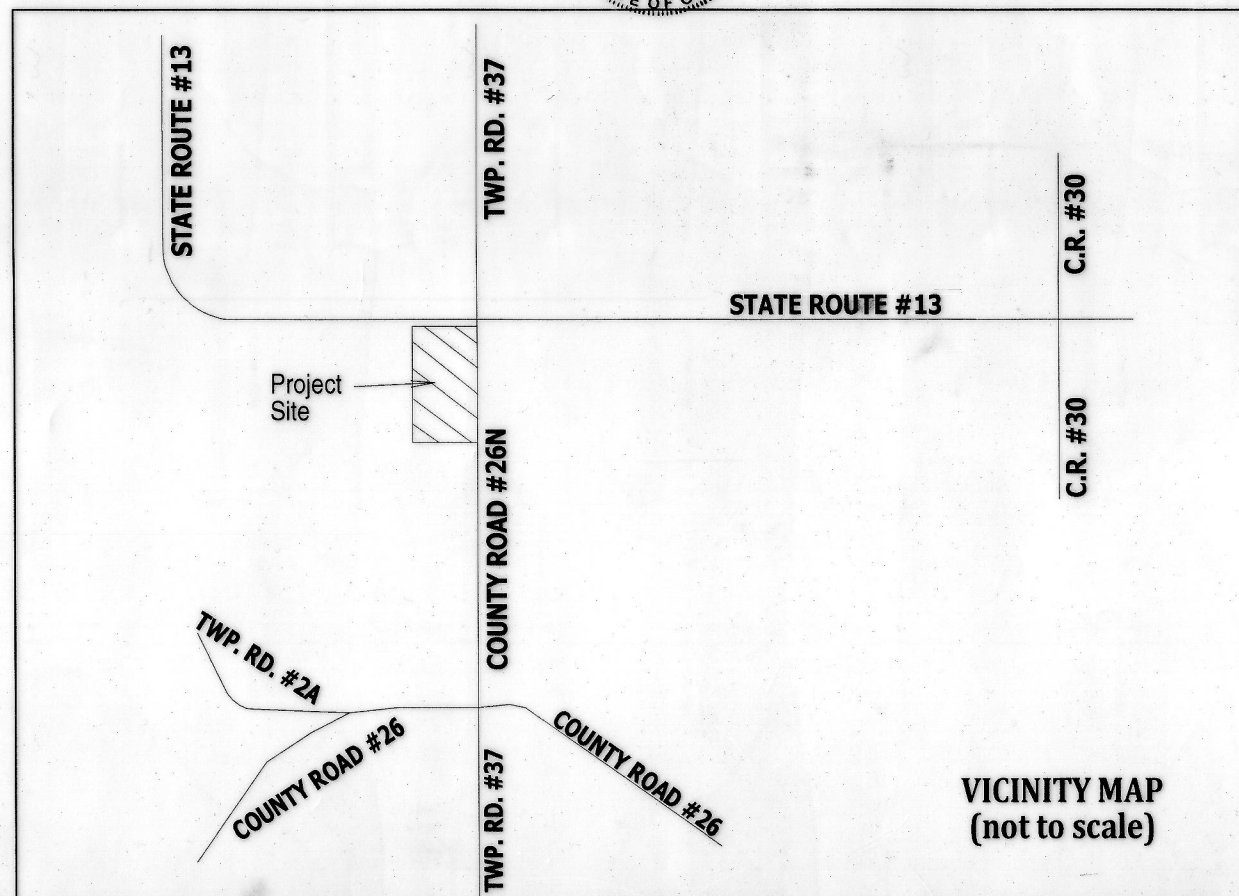 E OF O
STATE ROUTE #13
TWP. RD. #37
C.R. #30
STATE ROUTE #13
Project
Site
C.R. #30
COUNTY ROAD #26N
TWP. RD. #2A
COUNTY ROAD #26
COUNTY ROAD #26
TWP. RD. #37
VICINITY MAP
(not to scale)